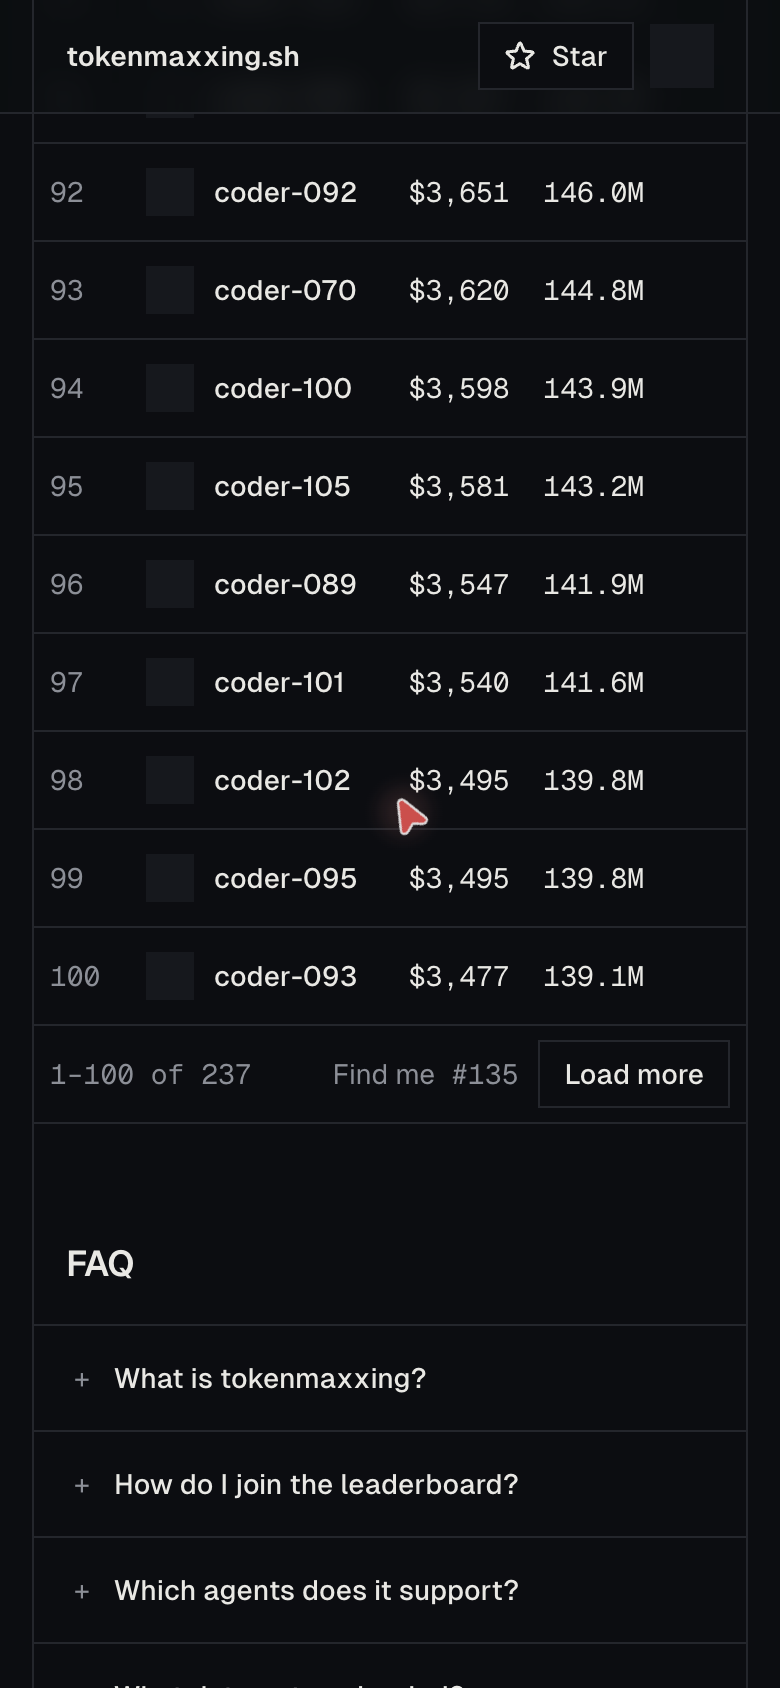 tokenmaxxing.sh Star
92 coder-092 $3,651 146.0M
93 coder-070 $3,620 144.8M
94 coder-100 $3,598 143.9M
95 coder-105 $3,581 143.2M
96 coder-089 $3,547 141.9M
97 coder-101 $3,540 141.6M
98 coder-102 $3,495 139.8M
99 coder-095 $3,495 139.8M
100 coder-093 $3,477 139.1M
1–100 of 237 Find me #135 Load more
FAQ
+ What is tokenmaxxing?
+ How do I join the leaderboard?
+ Which agents does it support?